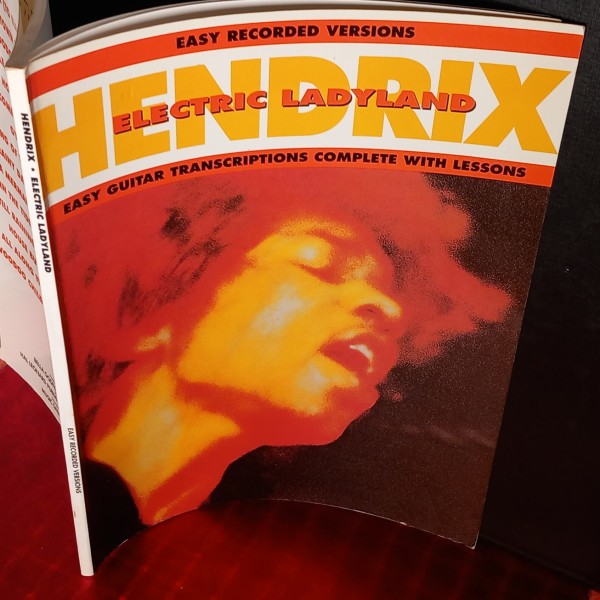 EASY RECORDED VERSIONS
HENDRIX
ELECTRIC LADYLAND
EASY GUITAR TRANSCRIPTIONS COMPLETE WITH LESSONS
HENDRIX • ELECTRIC LADYLAND
EASY RECORDED VERSIONS